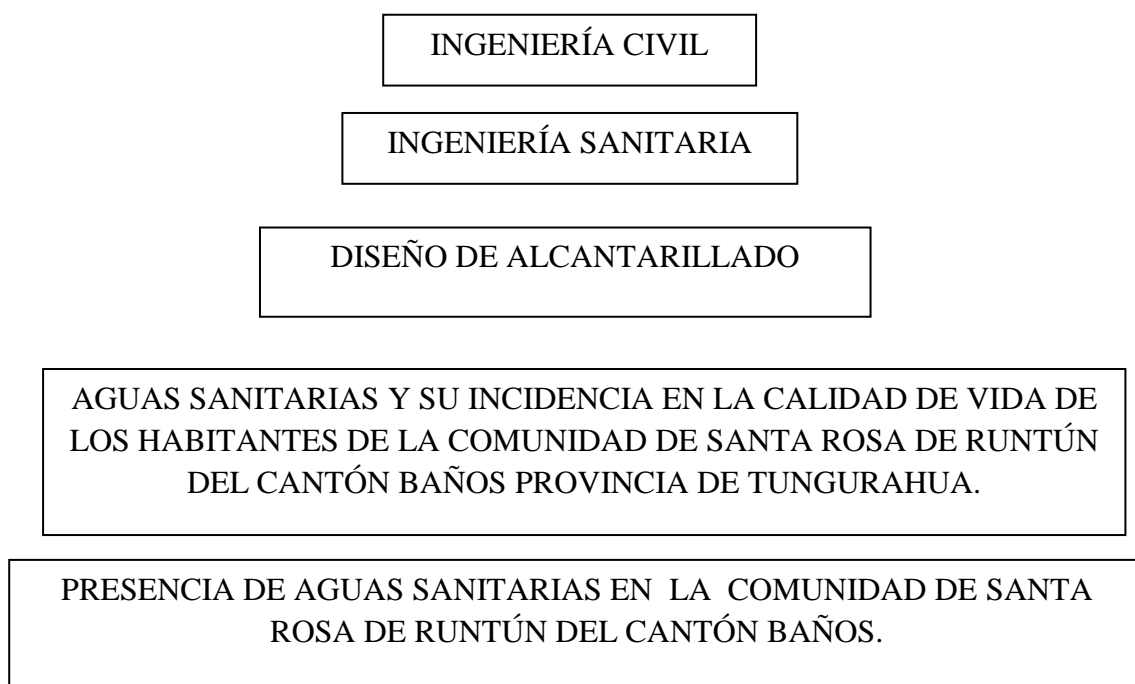 INGENIERÍA CIVIL
INGENIERÍA SANITARIA
DISEÑO DE ALCANTARILLADO
AGUAS SANITARIAS Y SU INCIDENCIA EN LA CALIDAD DE VIDA DE
LOS HABITANTES DE LA COMUNIDAD DE SANTA ROSA DE RUNTÚN
DEL CANTÓN BAÑOS PROVINCIA DE TUNGURAHUA.
PRESENCIA DE AGUAS SANITARIAS EN LA COMUNIDAD DE SANTA
ROSA DE RUNTÚN DEL CANTÓN BAÑOS.